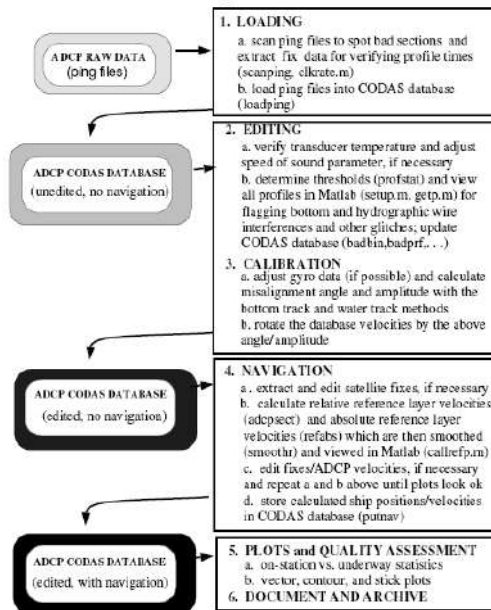 1. LOADING
a. scan ping files to spot bad sections and
extract fix data for verifying profile times
(scanping, clkrate.m)
b. load ping files into CODAS database
(loadping)
ADCP RAW DATA
(ping files)
2. EDITING
a. verify transducer temperature and adjust
speed of sound parameter, if necessary
b. determine thresholds (profstat) and view
all profiles in Matlab (setup.m, getp.m) for
flagging bottom and hydrographic wire
interferences and other glitches; update
CODAS database (badbin,badprf,. . .)
ADCP CODAS DATABASE
(unedited, no navigation)
3. CALIBRATION
a. adjust gyro data (if possible) and calculate
misalignment angle and amplitude with the
bottom track and water track methods
b. rotate the database velocities by the above
angle/amplitude
4. NAVIGATION
a. extract and edit satellite fixes, if necessary
b. calculate relative reference layer velocities
(adcpsect) and absolute reference layer
velocities (refabs) which are then smoothed
(smoothr) and viewed in Matlab (callrefp.m)
c. edit fixes/ADCP velocities, if necessary
and repeat a and b above until plots look ok
d. store calculated ship positions/velocities
in CODAS database (putnav)
ADCP CODAS DATABASE
(edited, no navigation)
5. PLOTS and QUALITY ASSESSMENT
a. on-station vs. underway statistics
b. vector, contour, and stick plots
6. DOCUMENT AND ARCHIVE
ADCP CODAS DATABASE
(edited, with navigation)